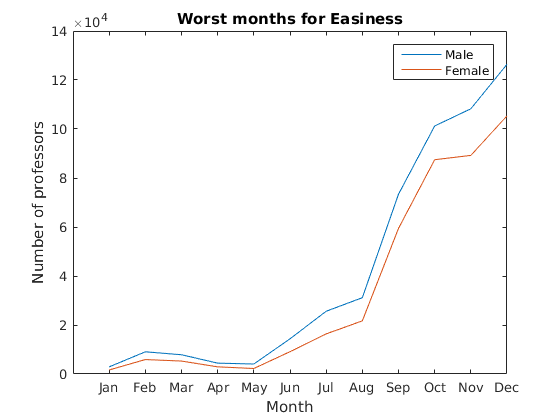 Worst months for Easiness
×10⁴
Male
Female
14
12
10
8
6
4
2
0
Number of professors
Jan Feb Mar Apr May Jun Jul Aug Sep Oct Nov Dec
Month